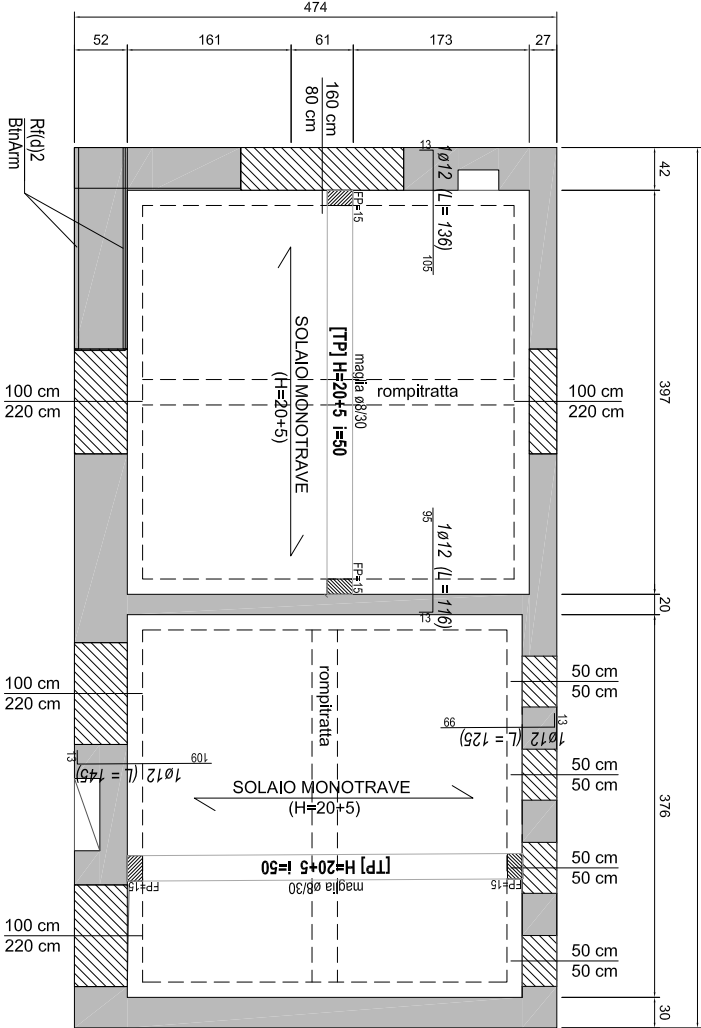 474
52
161
61
173
27
160 cm
80 cm
Rf(d)2
BtnArm
42
397
20
376
30
13
1ø12 (L = 136)
105
FP=15
[TP] H=20+5 i=50
maglia ø8/30
SOLAIO MONOTRAVE
(H=20+5)
rompitratta
100 cm
220 cm
100 cm
220 cm
95
1ø12 (L = 116)
13
FP=15
100 cm
220 cm
rompitratta
50 cm
50 cm
13
1ø12 (L = 125)
99
13
1ø12 (L = 145)
109
SOLAIO MONOTRAVE
(H=20+5)
50 cm
50 cm
[TP] H=20+5 i=50
maglia ø8/30
FP=15
FP=15
50 cm
50 cm
100 cm
220 cm
50 cm
50 cm